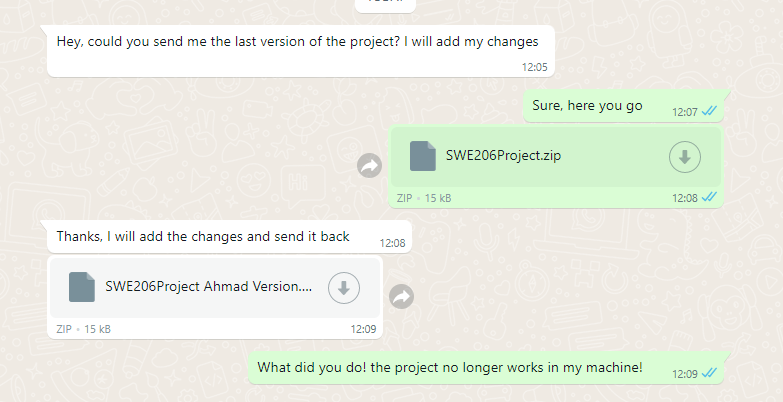 Hey, could you send me the last version of the project? I will add my changes
12:05
Sure, here you go
12:07
SWE206Project.zip
ZIP • 15 kB
12:08
Thanks, I will add the changes and send it back
12:08
SWE206Project Ahmad Version....
ZIP • 15 kB
12:09
What did you do! the project no longer works in my machine!
12:09